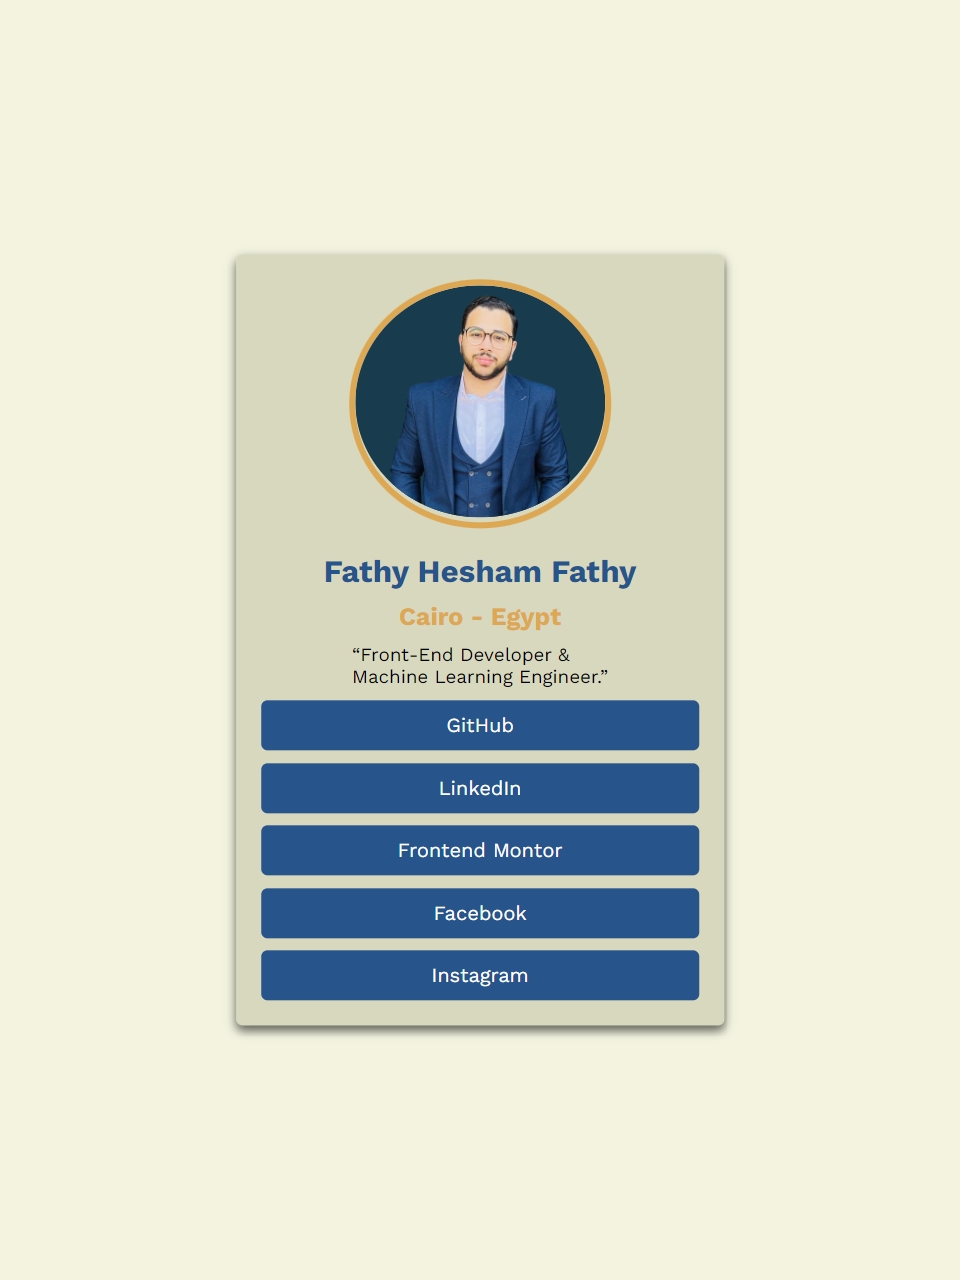 Fathy Hesham Fathy
Cairo - Egypt
“Front-End Developer &
Machine Learning Engineer.”
GitHub
LinkedIn
Frontend Montor
Facebook
Instagram